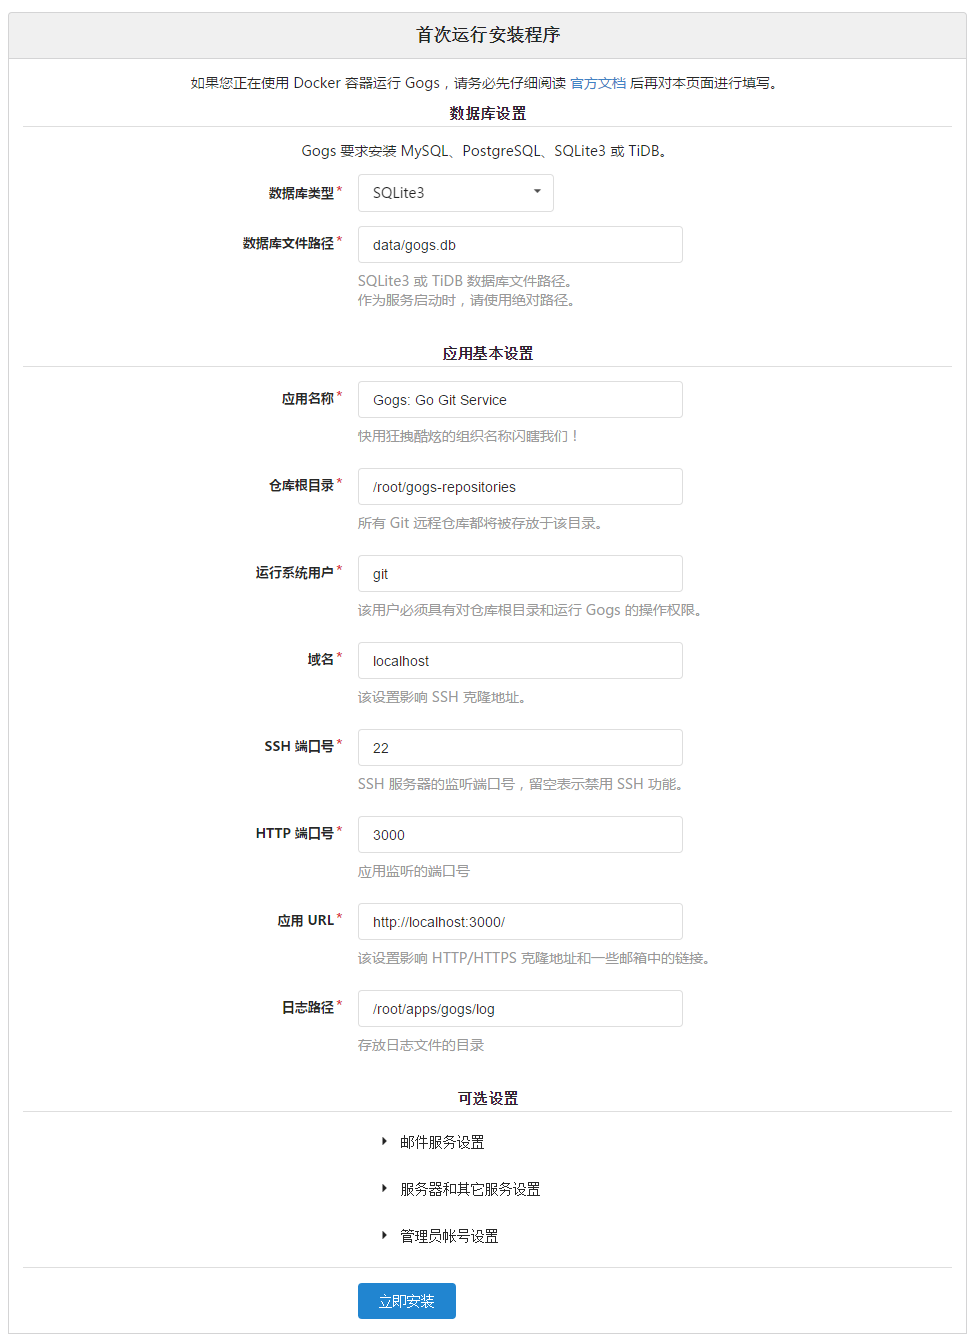 首次运行安装程序
如果您正在使用 Docker 容器运行 Gogs，请务必先仔细阅读 官方文档 后再对本页面进行填写。
数据库设置
Gogs 要求安装 MySQL、PostgreSQL、SQLite3 或 TiDB。
数据库类型* SQLite3
数据库文件路径* data/gogs.db
SQLite3 或 TiDB 数据库文件路径。
作为服务启动时，请使用绝对路径。
应用基本设置
应用名称* Gogs: Go Git Service
快用狂拽酷炫的组织名称闪瞎我们！
仓库根目录* /root/gogs-repositories
所有 Git 远程仓库都将被存放于该目录。
运行系统用户* git
该用户必须具有对仓库根目录和运行 Gogs 的操作权限。
域名* localhost
该设置影响 SSH 克隆地址。
SSH 端口号* 22
SSH 服务器的监听端口号，留空表示禁用 SSH 功能。
HTTP 端口号* 3000
应用监听的端口号
应用 URL* http://localhost:3000/
该设置影响 HTTP/HTTPS 克隆地址和一些邮箱中的链接。
日志路径* /root/apps/gogs/log
存放日志文件的目录
可选设置
邮件服务设置
服务器和其它服务设置
管理员帐号设置
立即安装